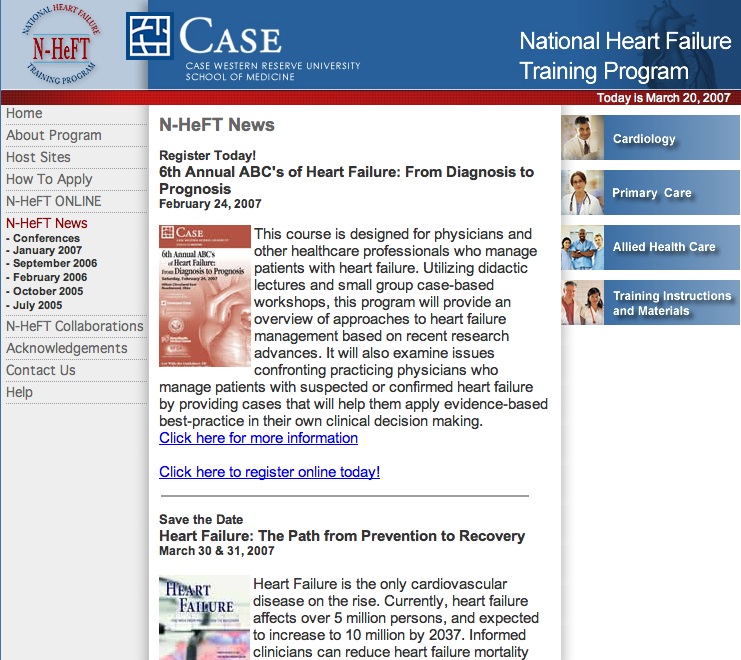 NATIONAL HEART FAILURE
N-HeFT
TRAINING PROGRAM
CASE
CASE WESTERN RESERVE UNIVERSITY
SCHOOL OF MEDICINE
National Heart Failure
Training Program
Today is March 20, 2007
Home
About Program
Host Sites
How To Apply
N-HeFT ONLINE
N-HeFT News
- Conferences
- January 2007
- September 2006
- February 2006
- October 2005
- July 2005
N-HeFT Collaborations
Acknowledgements
Contact Us
Help
N-HeFT News
Register Today!
6th Annual ABC's of Heart Failure: From Diagnosis to
Prognosis
February 24, 2007
CASE
6th Annual ABC's
of Heart Failure:
From Diagnosis to Prognosis
Saturday, February 24, 2007
This course is designed for physicians and
other healthcare professionals who manage
patients with heart failure. Utilizing didactic
lectures and small group case-based
workshops, this program will provide an
overview of approaches to heart failure
management based on recent research
advances. It will also examine issues
confronting practicing physicians who
manage patients with suspected or confirmed heart failure
by providing cases that will help them apply evidence-based
best-practice in their own clinical decision making.
Click here for more information
Click here to register online today!
Save the Date
Heart Failure: The Path from Prevention to Recovery
March 30 & 31, 2007
HEART
FAILURE
Heart Failure is the only cardiovascular
disease on the rise. Currently, heart failure
affects over 5 million persons, and expected
to increase to 10 million by 2037. Informed
clinicians can reduce heart failure mortality
Cardiology
Primary Care
Allied Health Care
Training Instructions
and Materials